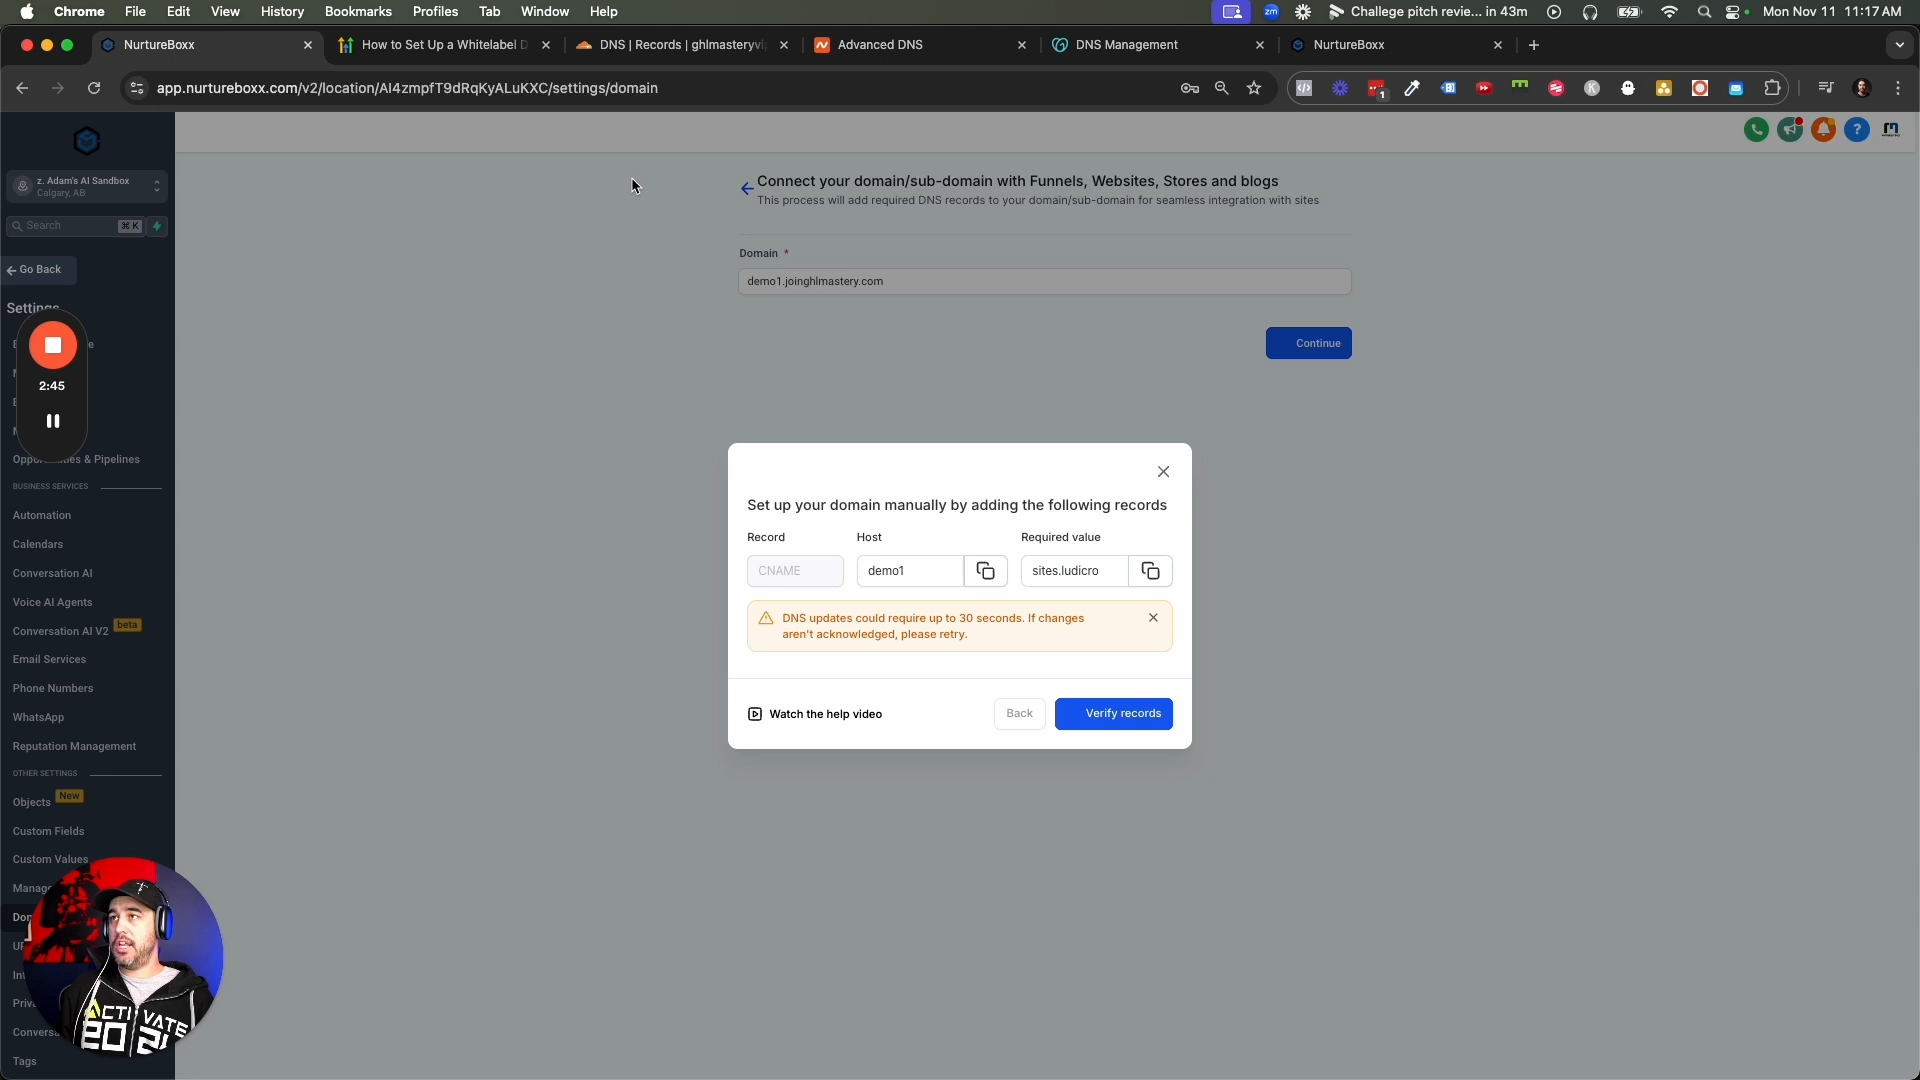 Chrome File Edit View History Bookmarks Profiles Tab Window Help
zm Challege pitch revie... in 43m Mon Nov 11 11:17 AM
NurtureBoxx
How to Set Up a Whitelabel D
DNS | Records | ghlmasteryvi
Advanced DNS
DNS Management
NurtureBoxx
app.nurtureboxx.com/v2/location/AI4zmpfT9dRqKyALuKXC/settings/domain
z. Adam's AI Sandbox
Calgary, AB
Search ⌘ K
Go Back
Settings
2:45
Opportunities & Pipelines
BUSINESS SERVICES
Automation
Calendars
Conversation AI
Voice AI Agents
Conversation AI V2 beta
Email Services
Phone Numbers
WhatsApp
Reputation Management
OTHER SETTINGS
Objects New
Custom Fields
Custom Values
Tags
ACTIVATE
Connect your domain/sub-domain with Funnels, Websites, Stores and blogs
This process will add required DNS records to your domain/sub-domain for seamless integration with sites
Domain *
demo1.joinghlmastery.com
Continue
Set up your domain manually by adding the following records
Record Host Required value
CNAME demo1 sites.ludicro
DNS updates could require up to 30 seconds. If changes
aren't acknowledged, please retry.
Watch the help video Back Verify records